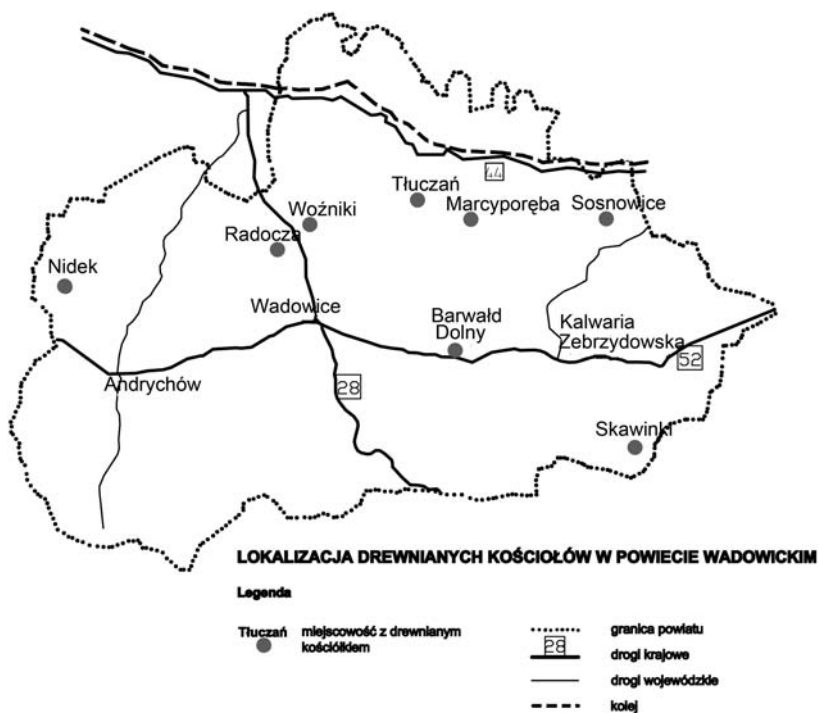 44
Tłuczań
Marcyporęba
Sosnowice
Woźniki
Radocza
Nidek
Wadowice
Barwałd
Dolny
Kalwaria
Zebrzydowska
52
Andrychów
28
Skawinki
LOKALIZACJA DREWNIANYCH KOŚCIOŁÓW W POWIECIE WADOWICKIM
Legenda
Tłuczań miejscowość z drewnianym
kościółkiem
granica powiatu
28 drogi krajowe
drogi wojewódzkie
kolej